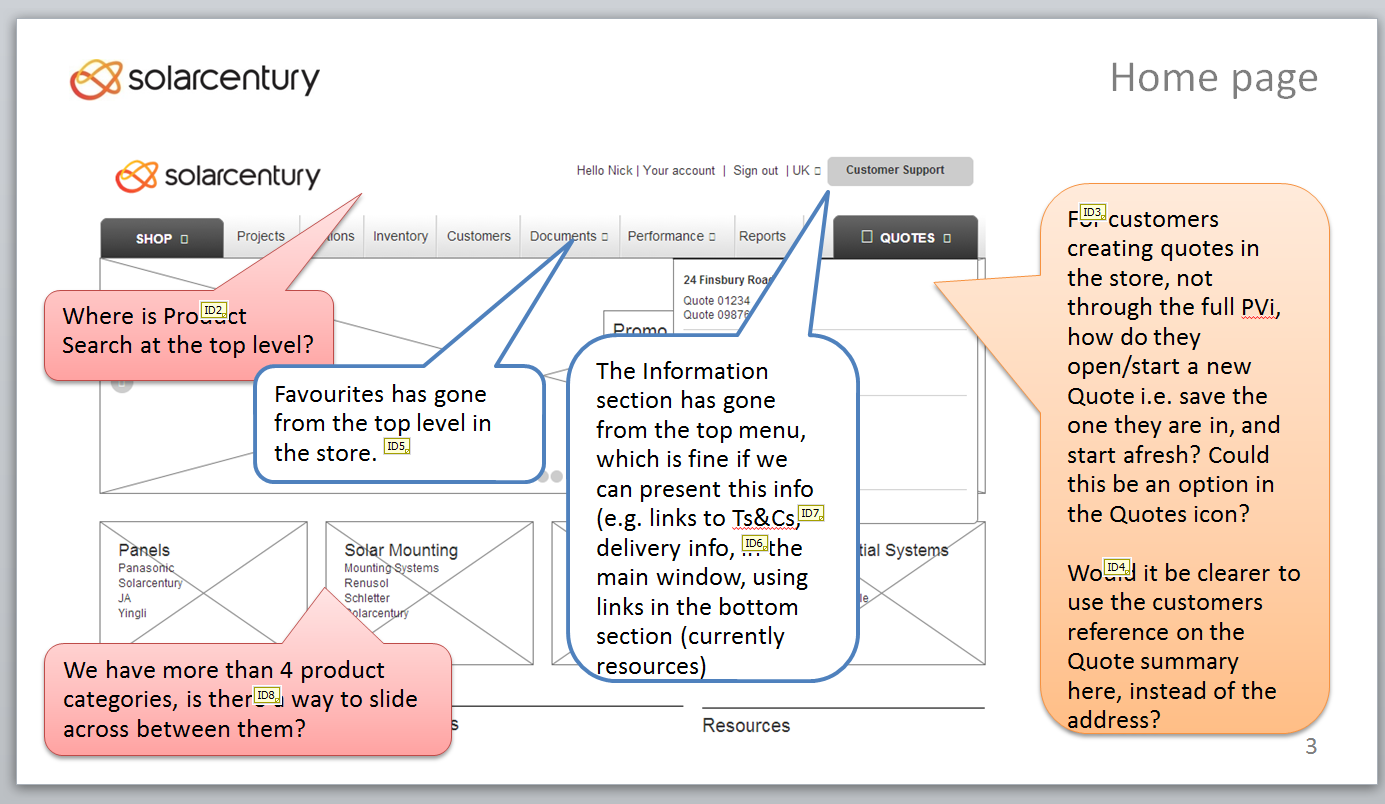 solarcentury
Home page
solarcentury
Hello Nick | Your account | Sign out | UK
Customer Support
SHOP
Projects
Inventory
Customers
Documents
Performance
Reports
QUOTES
24 Finsbury
Quote 01234
Quote 09876
Promo
ID2
Where is Product
Search at the top level?
Favourites has gone
from the top level in
the store.
ID5
The Information
section has gone
from the top menu,
which is fine if we
can present this info
(e.g. links to Ts&Cs,
ID7
delivery info, in the
ID6
main window, using
links in the bottom
section (currently
resources)
ID3
For customers
creating quotes in
the store, not
through the full PVi,
how do they
open/start a new
Quote i.e. save the
one they are in, and
start afresh? Could
this be an option in
the Quotes icon?
ID4
Would it be clearer to
use the customers
reference on the
Quote summary
here, instead of the
address?
Panels
Panasonic
Solarcentury
JA
Yingli
Solar Mounting
Mounting Systems
Renusol
Schletter
Solarcentury
Systems
We have more than 4 product
categories, is there a way to slide
ID8
across between them?
Resources
3